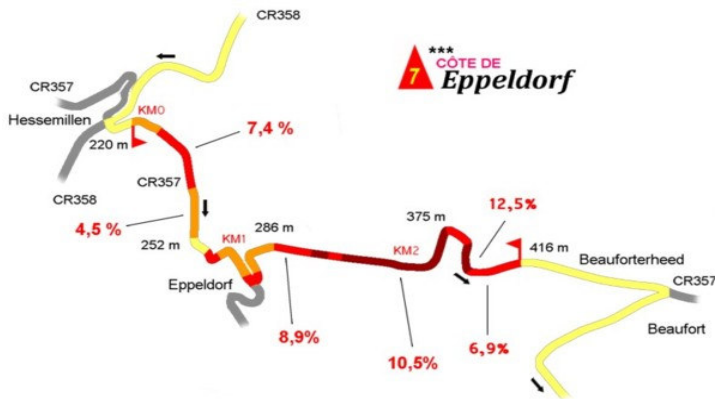 CR358
***
CÔTE DE
7
Eppeldorf
CR357
Hessemillen
KM0
7,4 %
220 m
CR357
CR358
4,5 %
252 m
KM1
286 m
375 m
12,5%
KM2
416 m
Beauforterheed
CR357
Eppeldorf
Beaufort
8,9%
6,9%
10,5%